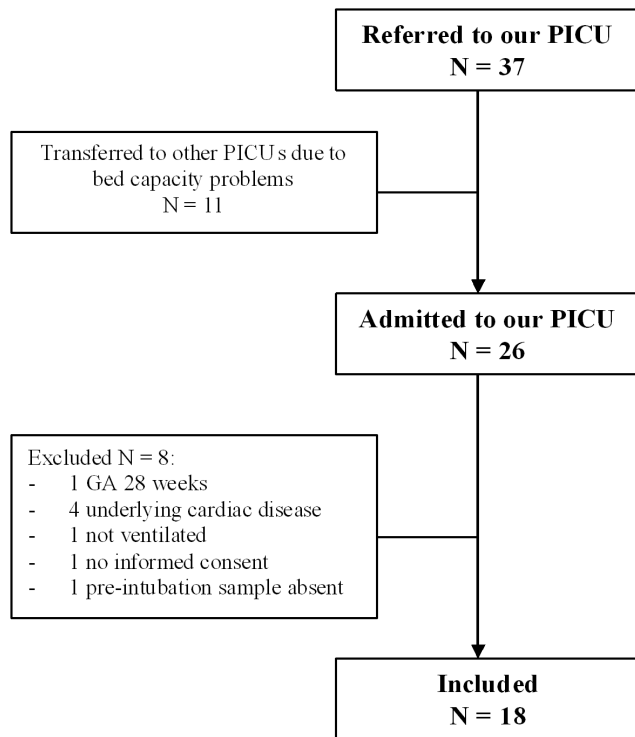 Referred to our PICU
N = 37
Transferred to other PICUs due to
bed capacity problems
N = 11
Admitted to our PICU
N = 26
Excluded N = 8:
- 1 GA 28 weeks
- 4 underlying cardiac disease
- 1 not ventilated
- 1 no informed consent
- 1 pre-intubation sample absent
Included
N = 18